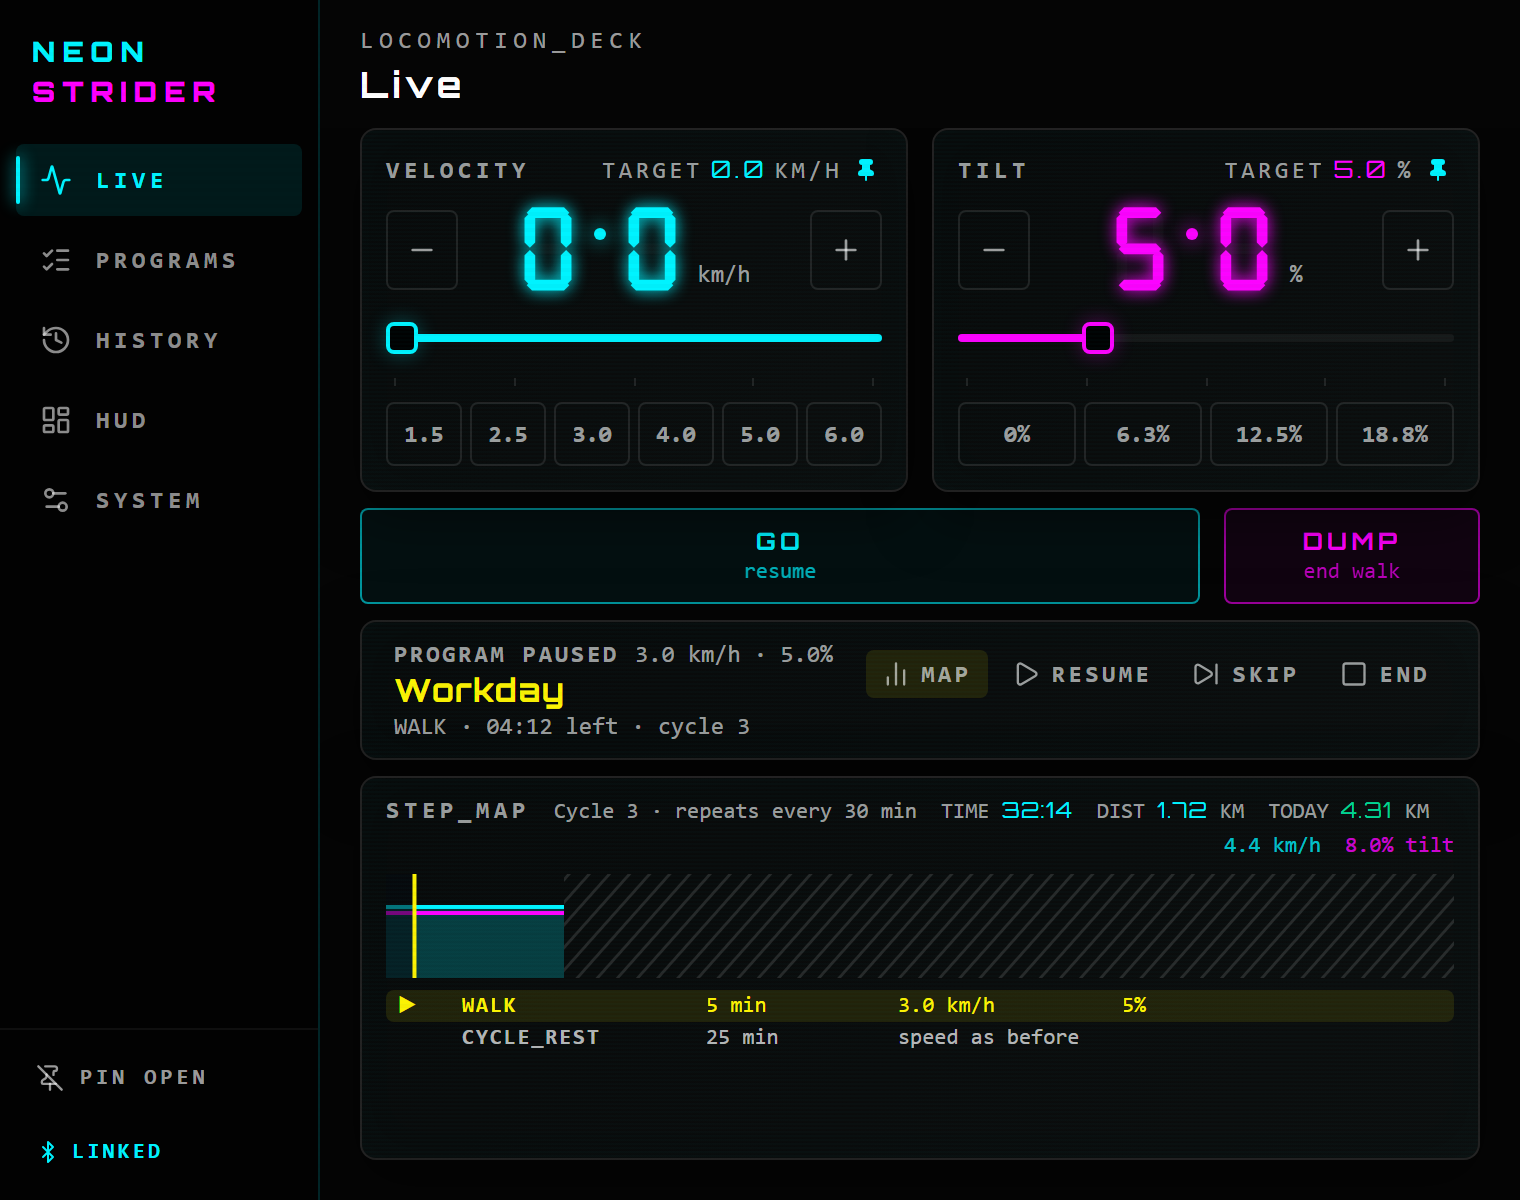 NEON
STRIDER
LIVE
PROGRAMS
HISTORY
HUD
SYSTEM
PIN OPEN
LINKED
LOCOMOTION_DECK
Live
VELOCITY TARGET 0.0 KM/H
0.0 km/h
1.5 2.5 3.0 4.0 5.0 6.0
TILT TARGET 5.0 %
5.0 %
0% 6.3% 12.5% 18.8%
GO
resume
DUMP
end walk
PROGRAM PAUSED 3.0 km/h · 5.0%
Workday
WALK · 04:12 left · cycle 3
MAP RESUME SKIP END
STEP_MAP Cycle 3 · repeats every 30 min TIME 32:14 DIST 1.72 KM TODAY 4.31 KM
4.4 km/h 8.0% tilt
WALK 5 min 3.0 km/h 5%
CYCLE_REST 25 min speed as before